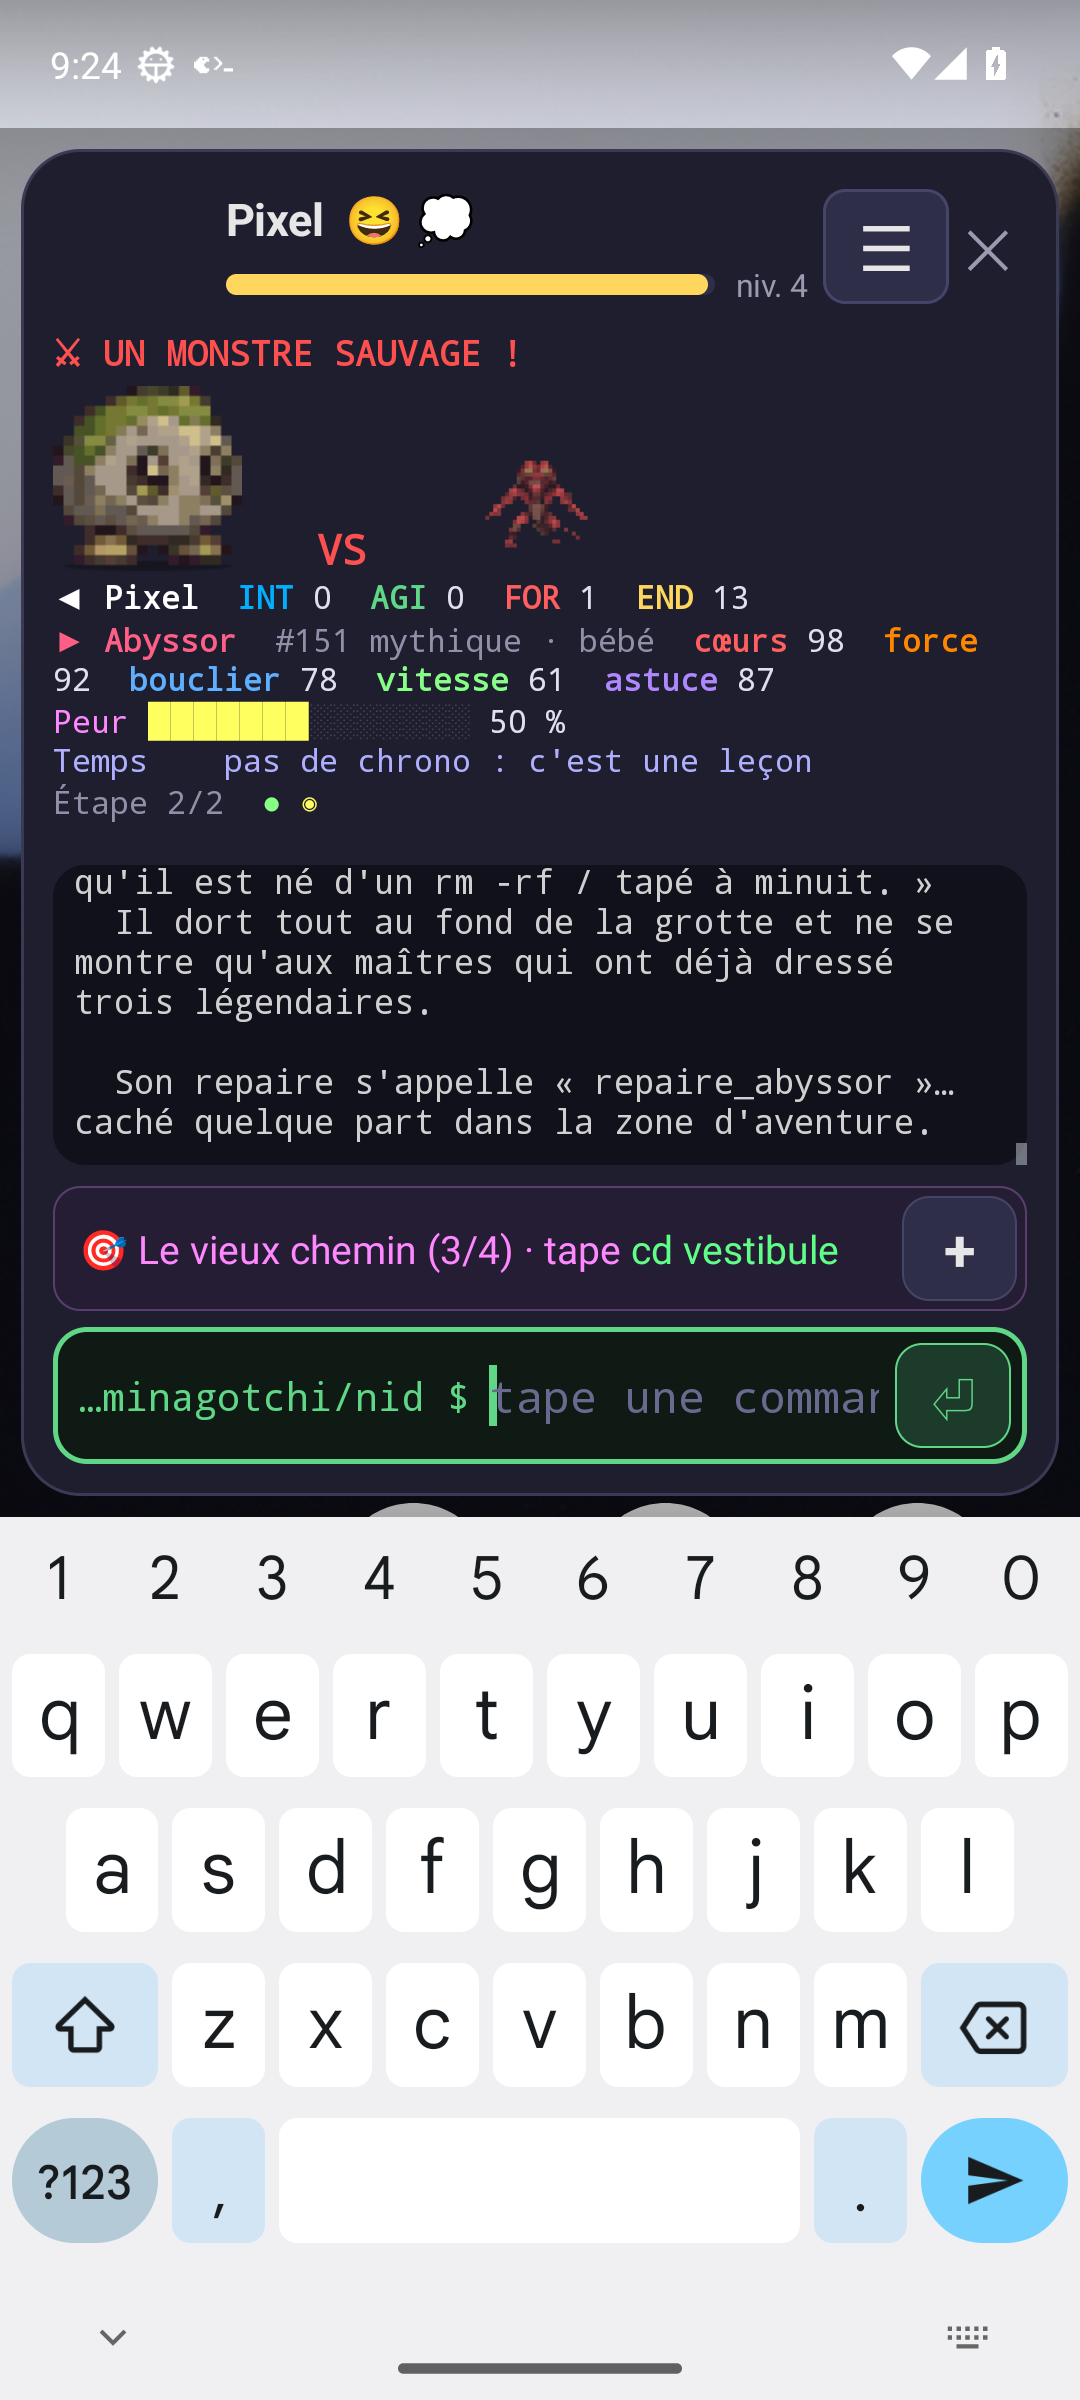 9:24
Pixel 😆 💭
niv. 4
⚔ UN MONSTRE SAUVAGE !
VS
◄ Pixel INT 0 AGI 0 FOR 1 END 13
► Abyssor #151 mythique · bébé cœurs 98 force
92 bouclier 78 vitesse 61 astuce 87
Peur 50 %
Temps pas de chrono : c'est une leçon
Étape 2/2 ● ◉
qu'il est né d'un rm -rf / tapé à minuit. »
Il dort tout au fond de la grotte et ne se
montre qu'aux maîtres qui ont déjà dressé
trois légendaires.
Son repaire s'appelle « repaire_abyssor »…
caché quelque part dans la zone d'aventure.
🎯 Le vieux chemin (3/4) · tape cd vestibule
+
…minagotchi/nid $ tape une comman
1 2 3 4 5 6 7 8 9 0
q w e r t y u i o p
a s d f g h j k l
z x c v b n m
?123 , .